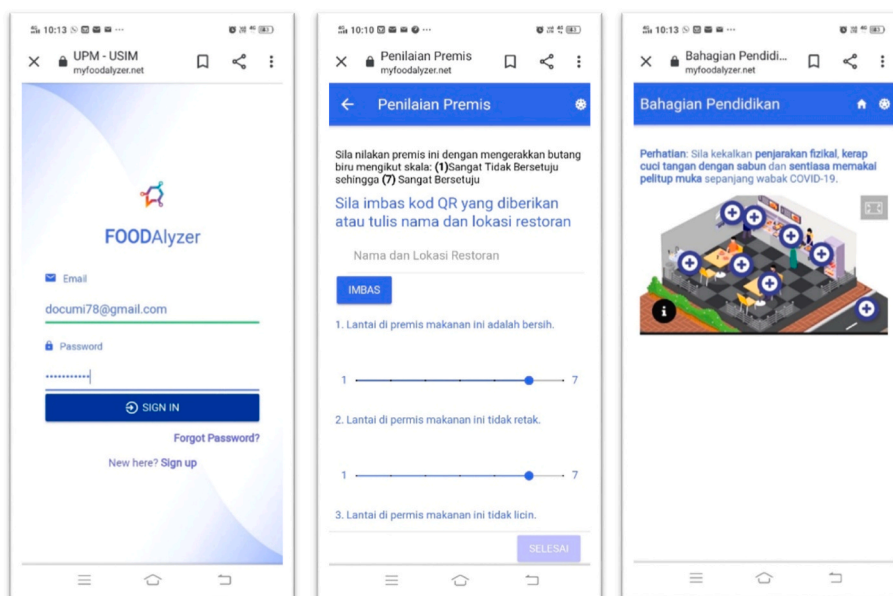 10:13
UPM - USIM
myfoodalyzer.net
FOODAlyzer
Email
documi78@gmail.com
Password
SIGN IN
Forgot Password?
New here? Sign up
10:10
Penilaian Premis
myfoodalyzer.net
Penilaian Premis
Sila nilakan premis ini dengan mengerakkan butang
biru mengikut skala: (1)Sangat Tidak Bersetuju
sehingga (7) Sangat Bersetuju
Sila imbas kod QR yang diberikan
atau tulis nama dan lokasi restoran
Nama dan Lokasi Restoran
IMBAS
1. Lantai di premis makanan ini adalah bersih.
1 7
2. Lantai di permis makanan ini tidak retak.
1 7
3. Lantai di permis makanan ini tidak licin.
SELESAI
10:13
Bahagian Pendidi...
myfoodalyzer.net
Bahagian Pendidikan
Perhatian: Sila kekalkan penjarakan fizikal, kerap
cuci tangan dengan sabun dan sentiasa memakai
pelitup muka sepanjang wabak COVID-19.